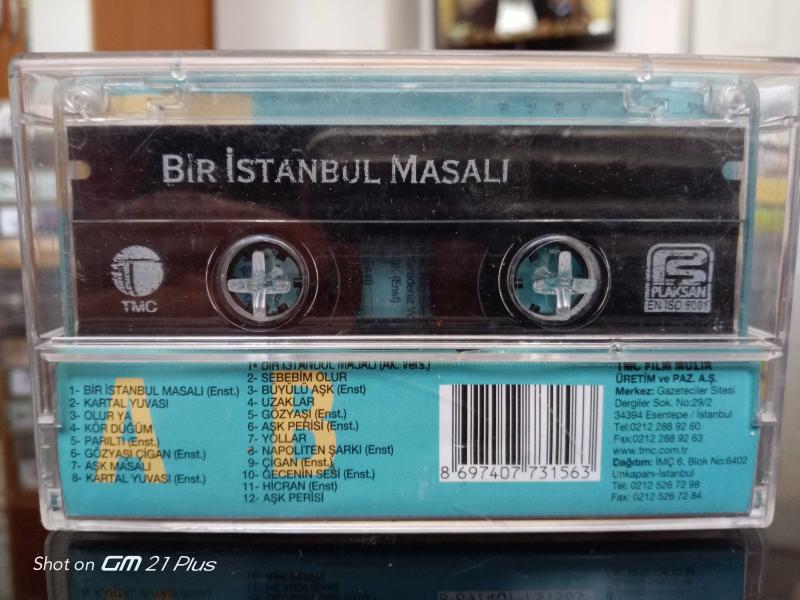 BİR İSTANBUL MASALI
TMC
PLAKSAN
EN ISO 9001
A
1- BİR İSTANBUL MASALI (Enst.)
2- KARTAL YUVASI
3- OLUR YA
4- KÖR DÜĞÜM
5- PARILTI (Enst.)
6- GÖZYAŞI ÇİGAN (Enst.)
7- AŞK MASALI
8- KARTAL YUVASI (Enst.)
B
1- BİR İSTANBUL MASALI (Ak. Vers.)
2- SEBEBİM OLUR
3- BÜYÜLÜ AŞK (Enst)
4- UZAKLAR
5- GÖZYAŞI (Enst.)
6- AŞK PERİSİ (Enst.)
7- YOLLAR
8- NAPOLİTEN ŞARKI (Enst)
9- ÇİGAN (Enst.)
10- GECENİN SESİ (Enst.)
11- HİCRAN (Enst)
12- AŞK PERİSİ
8 697407 731563
TMC FİLM MÜZİK
ÜRETİM ve PAZ. A.Ş.
Merkez: Gazeteciler Sitesi
Dergiler Sok. No:29/2
34394 Esentepe / İstanbul
Tel:0212 288 92 60
Fax:0212 288 92 63
www.tmc.com.tr
Dağıtım: İMÇ 6. Blok No:6402
Unkapanı-İstanbul
Tel: 0212 526 72 98
Fax: 0212 526 72 84
Shot on GM 21 Plus